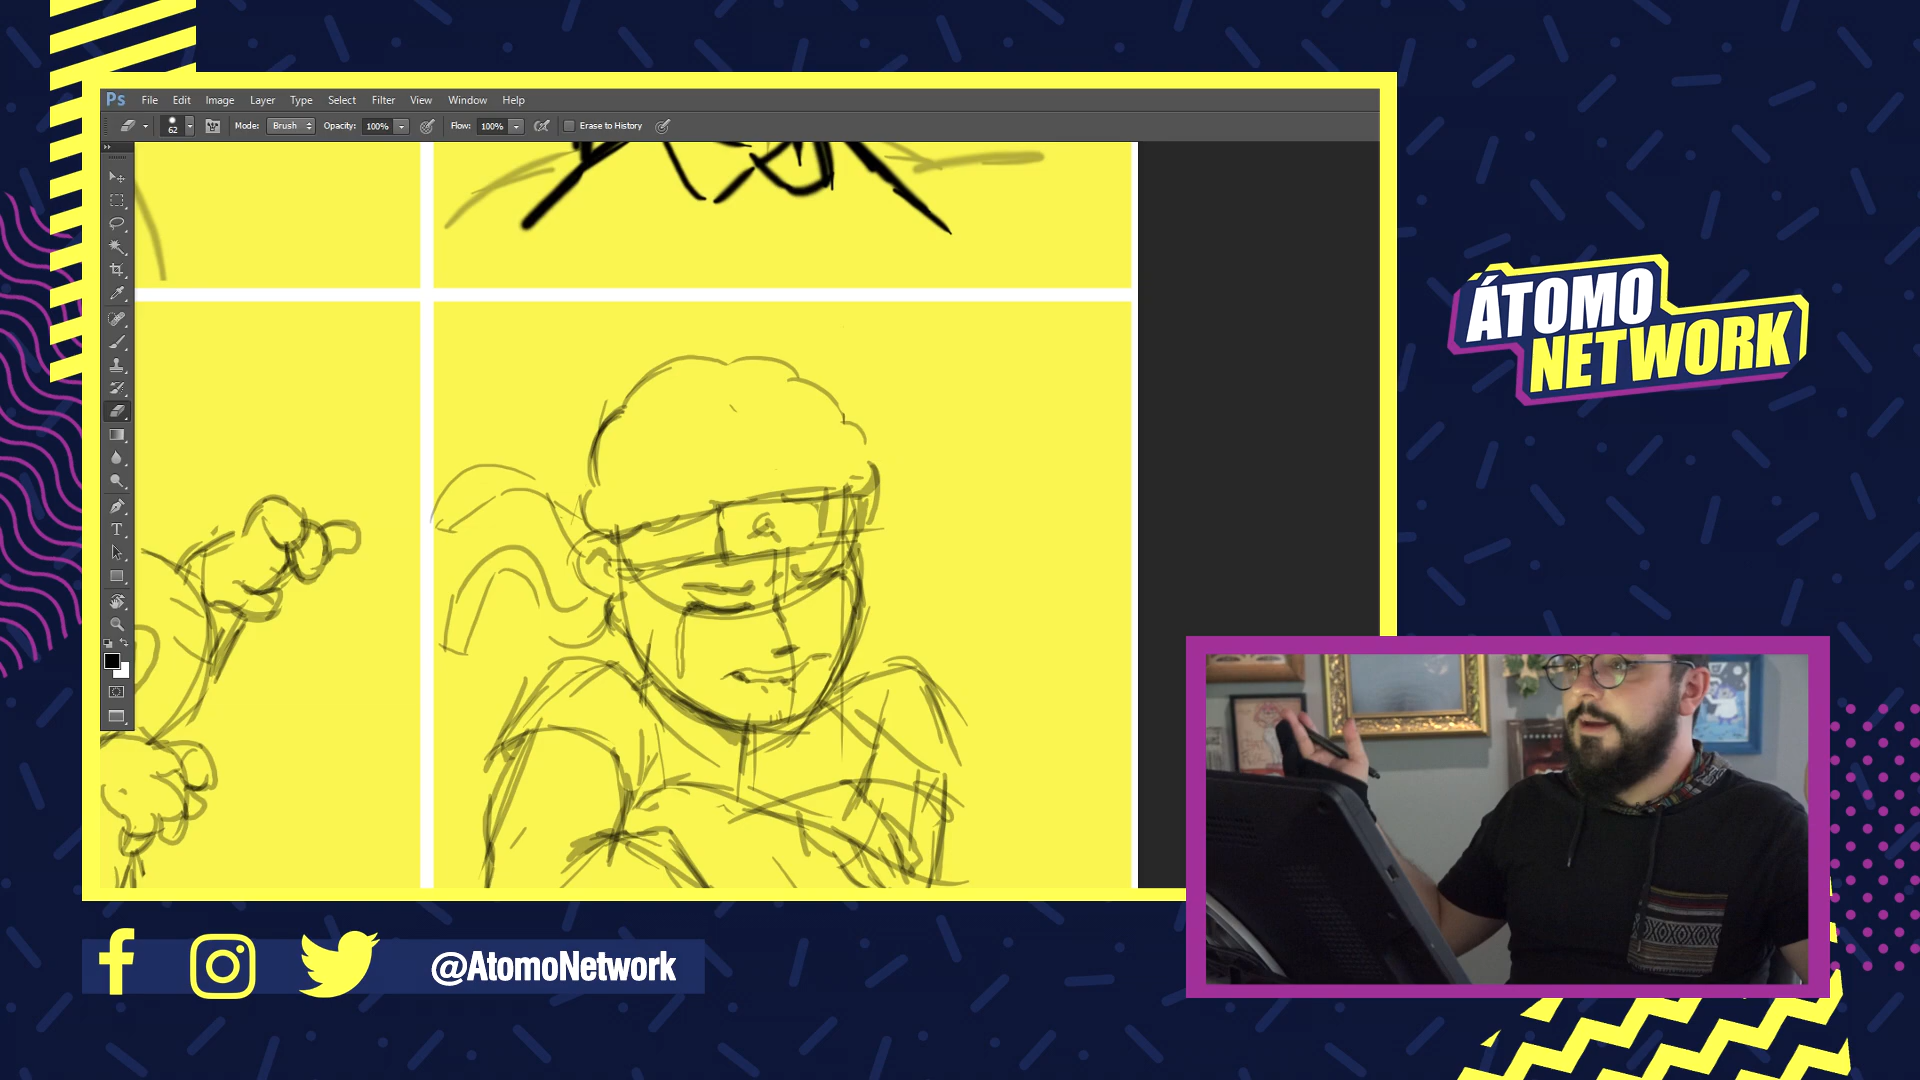 Ps File Edit Image Layer Type Select Filter View Window Help
62 Mode: Brush Opacity: 100% Flow: 100% Erase to History
T
ÁTOMO
NETWORK
@AtomoNetwork